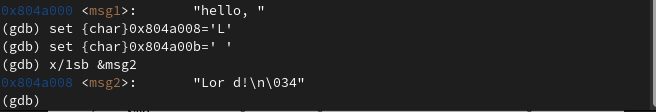 0x804a000 <msg1>:       "hello, "
(gdb) set {char}0x804a008='L'
(gdb) set {char}0x804a00b=' '
(gdb) x/1sb &msg2
0x804a008 <msg2>:       "Lor d!\n\034"
(gdb)